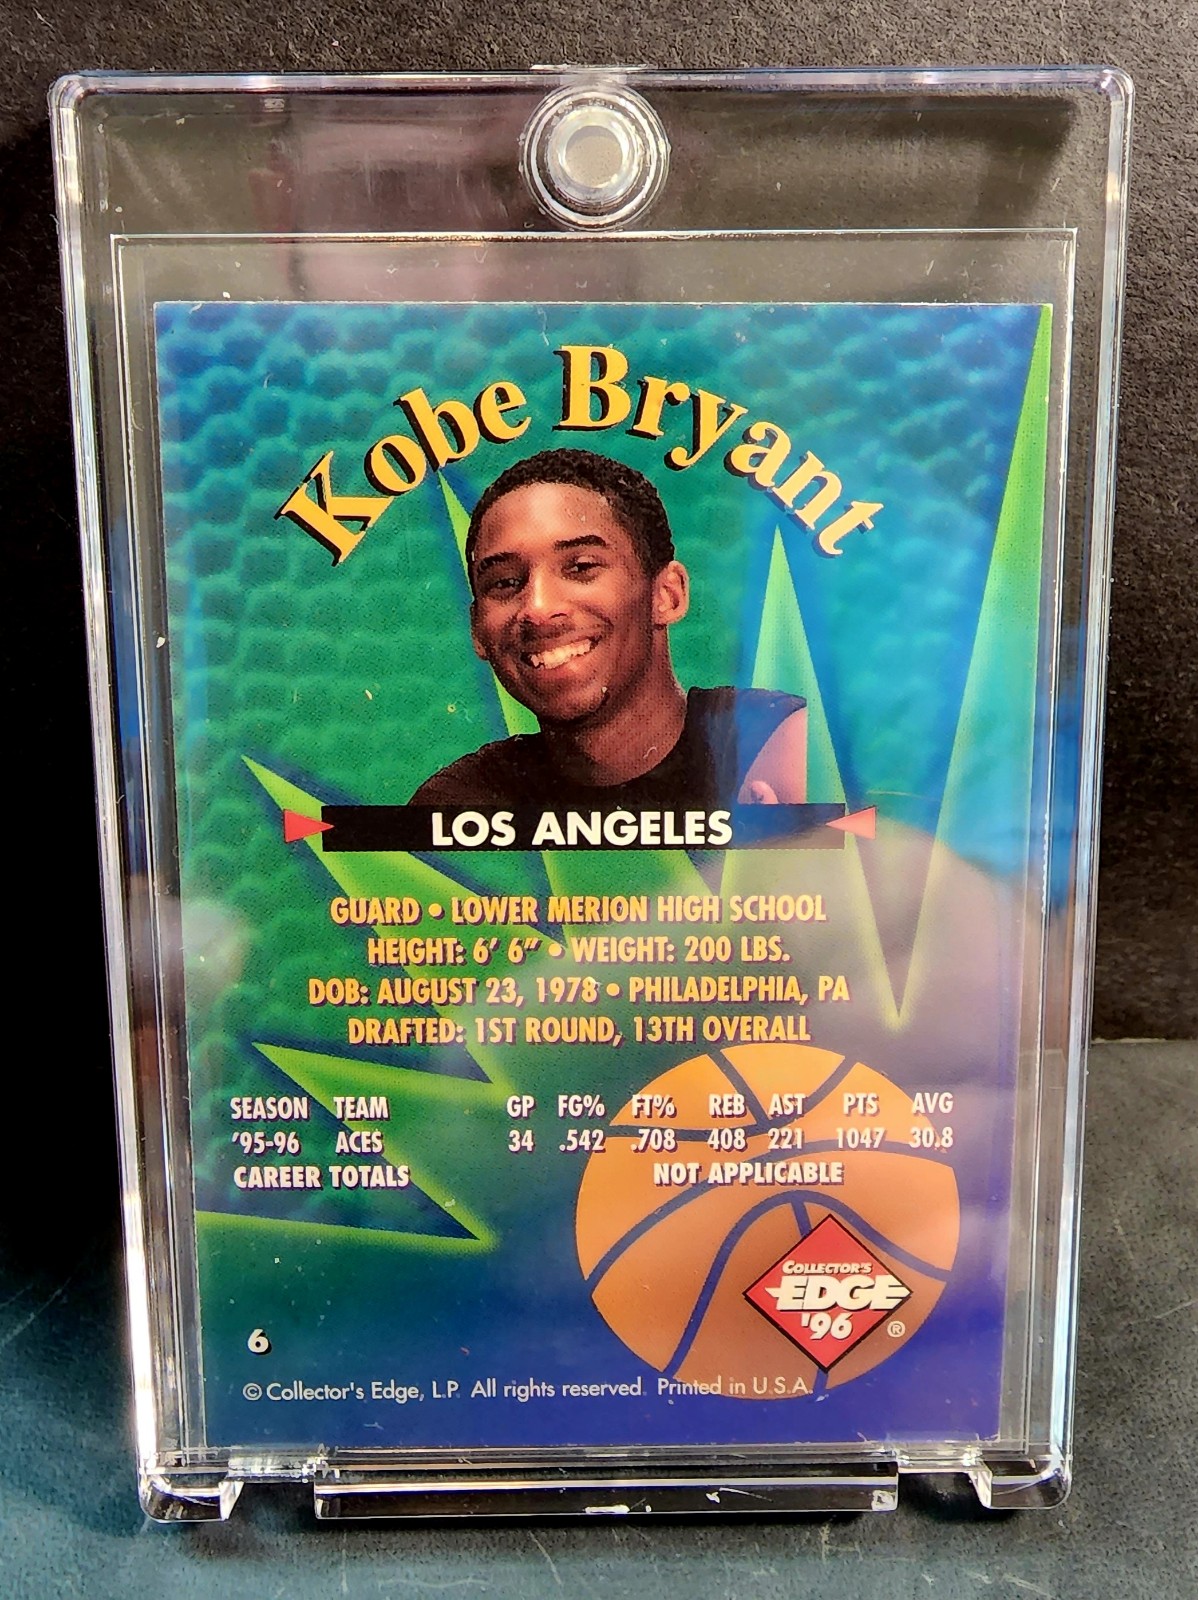 Kobe Bryant
LOS ANGELES
GUARD • LOWER MERION HIGH SCHOOL
HEIGHT: 6' 6" • WEIGHT: 200 LBS.
DOB: AUGUST 23, 1978 • PHILADELPHIA, PA
DRAFTED: 1ST ROUND, 13TH OVERALL
SEASON TEAM GP FG% FT% REB AST PTS AVG
'95-96 ACES 34 .542 .708 408 221 1047 30.8
CAREER TOTALS NOT APPLICABLE
COLLECTOR'S
EDGE
'96 ®
6
© Collector's Edge, L.P. All rights reserved. Printed in U.S.A.